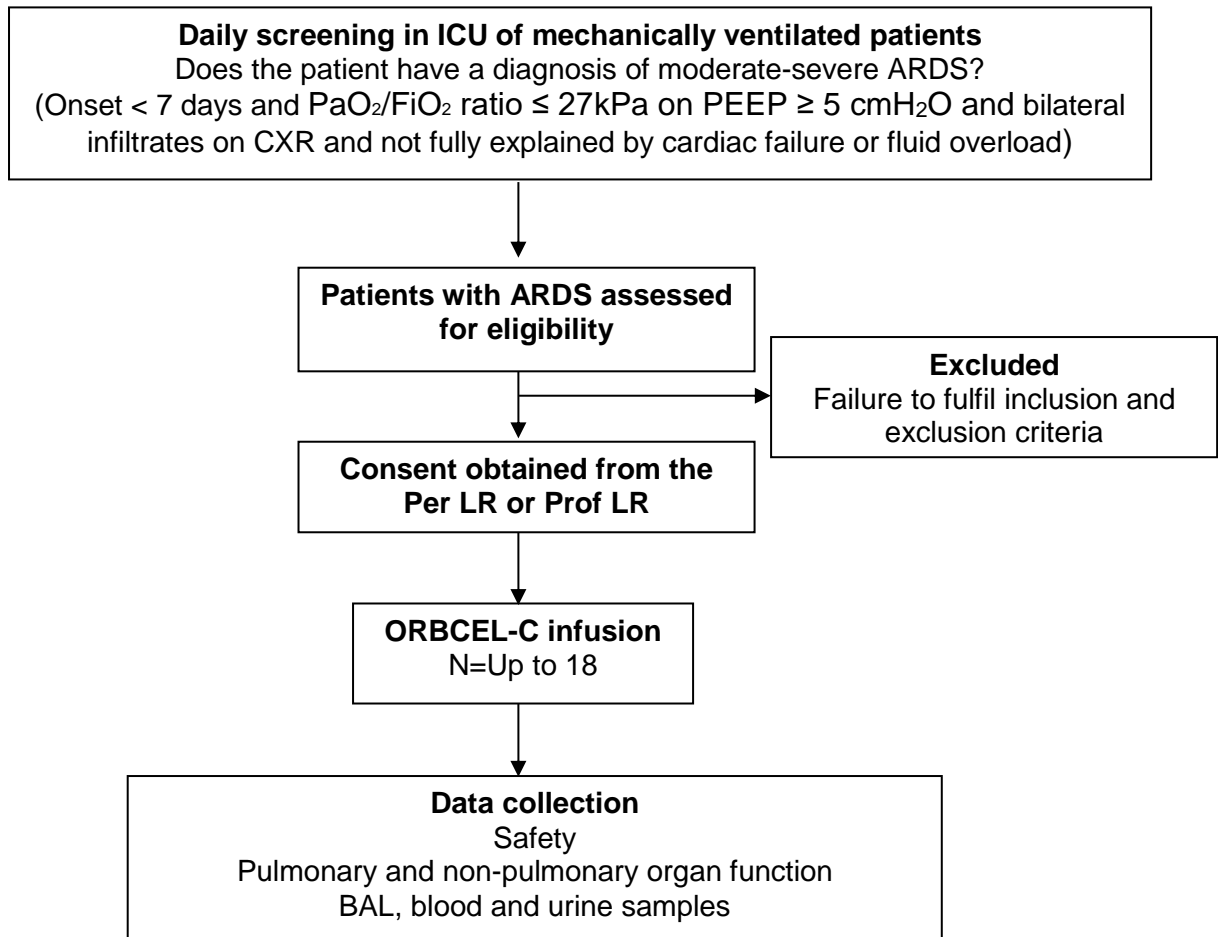 Daily screening in ICU of mechanically ventilated patients
Does the patient have a diagnosis of moderate-severe ARDS?
(Onset < 7 days and PaO₂/FiO₂ ratio ≤ 27kPa on PEEP ≥ 5 cmH₂O and bilateral
infiltrates on CXR and not fully explained by cardiac failure or fluid overload)
Patients with ARDS assessed
for eligibility
Excluded
Failure to fulfil inclusion and
exclusion criteria
Consent obtained from the
Per LR or Prof LR
ORBCEL-C infusion
N=Up to 18
Data collection
Safety
Pulmonary and non-pulmonary organ function
BAL, blood and urine samples